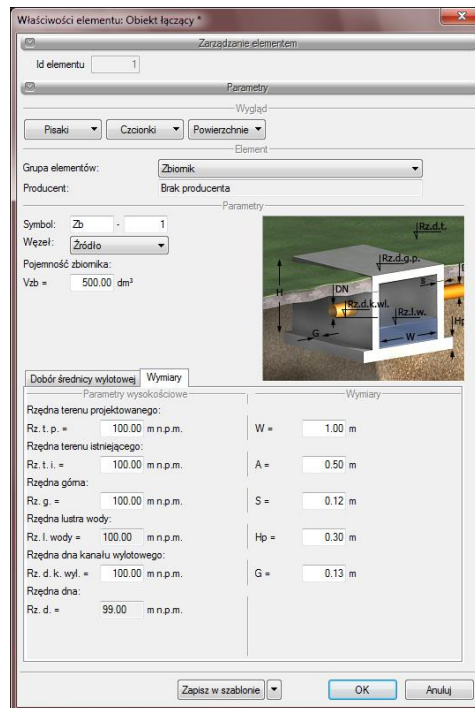 Właściwości elementu: Obiekt łączący *
Zarządzanie elementem
Id elementu 1
Parametry
Wygląd
Pisaki Czcionki Powierzchnie
Element
Grupa elementów: Zbiornik
Producent: Brak producenta
Parametry
Symbol: Zb - 1
Węzeł: Źródło
Pojemność zbiornika:
Vzb = 500.00 dm³
Rz.d.t.
Rz.d.g.p.
H
DN
Rz.d.k.wl.
Rz.l.w.
S
G
W
Hp
Dobór średnicy wylotowej Wymiary
Parametry wysokościowe Wymiary
Rzędna terenu projektowanego:
Rz. t. p. = 100.00 m n.p.m. W = 1.00 m
Rzędna terenu istniejącego:
Rz. t. i. = 100.00 m n.p.m. A = 0.50 m
Rzędna górna:
Rz. g. = 100.00 m n.p.m. S = 0.12 m
Rzędna lustra wody:
Rz. l. wody = 100.00 m n.p.m. Hp = 0.30 m
Rzędna dna kanału wylotowego:
Rz. d. k. wyl. = 100.00 m n.p.m. G = 0.13 m
Rzędna dna:
Rz. d. = 99.00 m n.p.m.
Zapisz w szablonie OK Anuluj